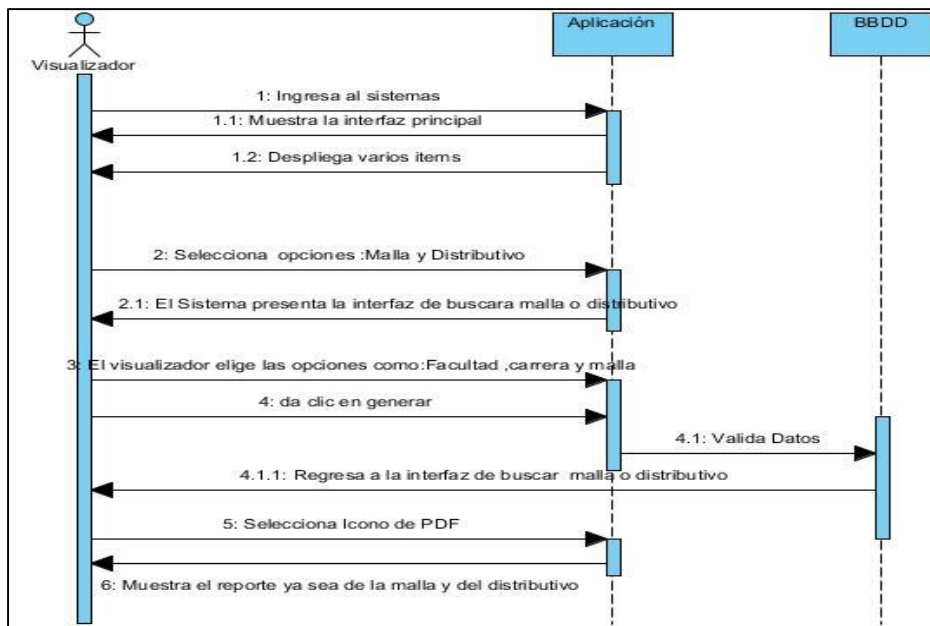 Aplicación
BBDD
Visualizador
1: Ingresa al sistemas
1.1: Muestra la interfaz principal
1.2: Despliega varios items
2: Selecciona opciones :Malla y Distributivo
2.1: El Sistema presenta la interfaz de buscara malla o distributivo
3: El visualizador elige las opciones como:Facultad ,carrera y malla
4: da clic en generar
4.1: Valida Datos
4.1.1: Regresa a la interfaz de buscar malla o distributivo
5: Selecciona Icono de PDF
6: Muestra el reporte ya sea de la malla y del distributivo